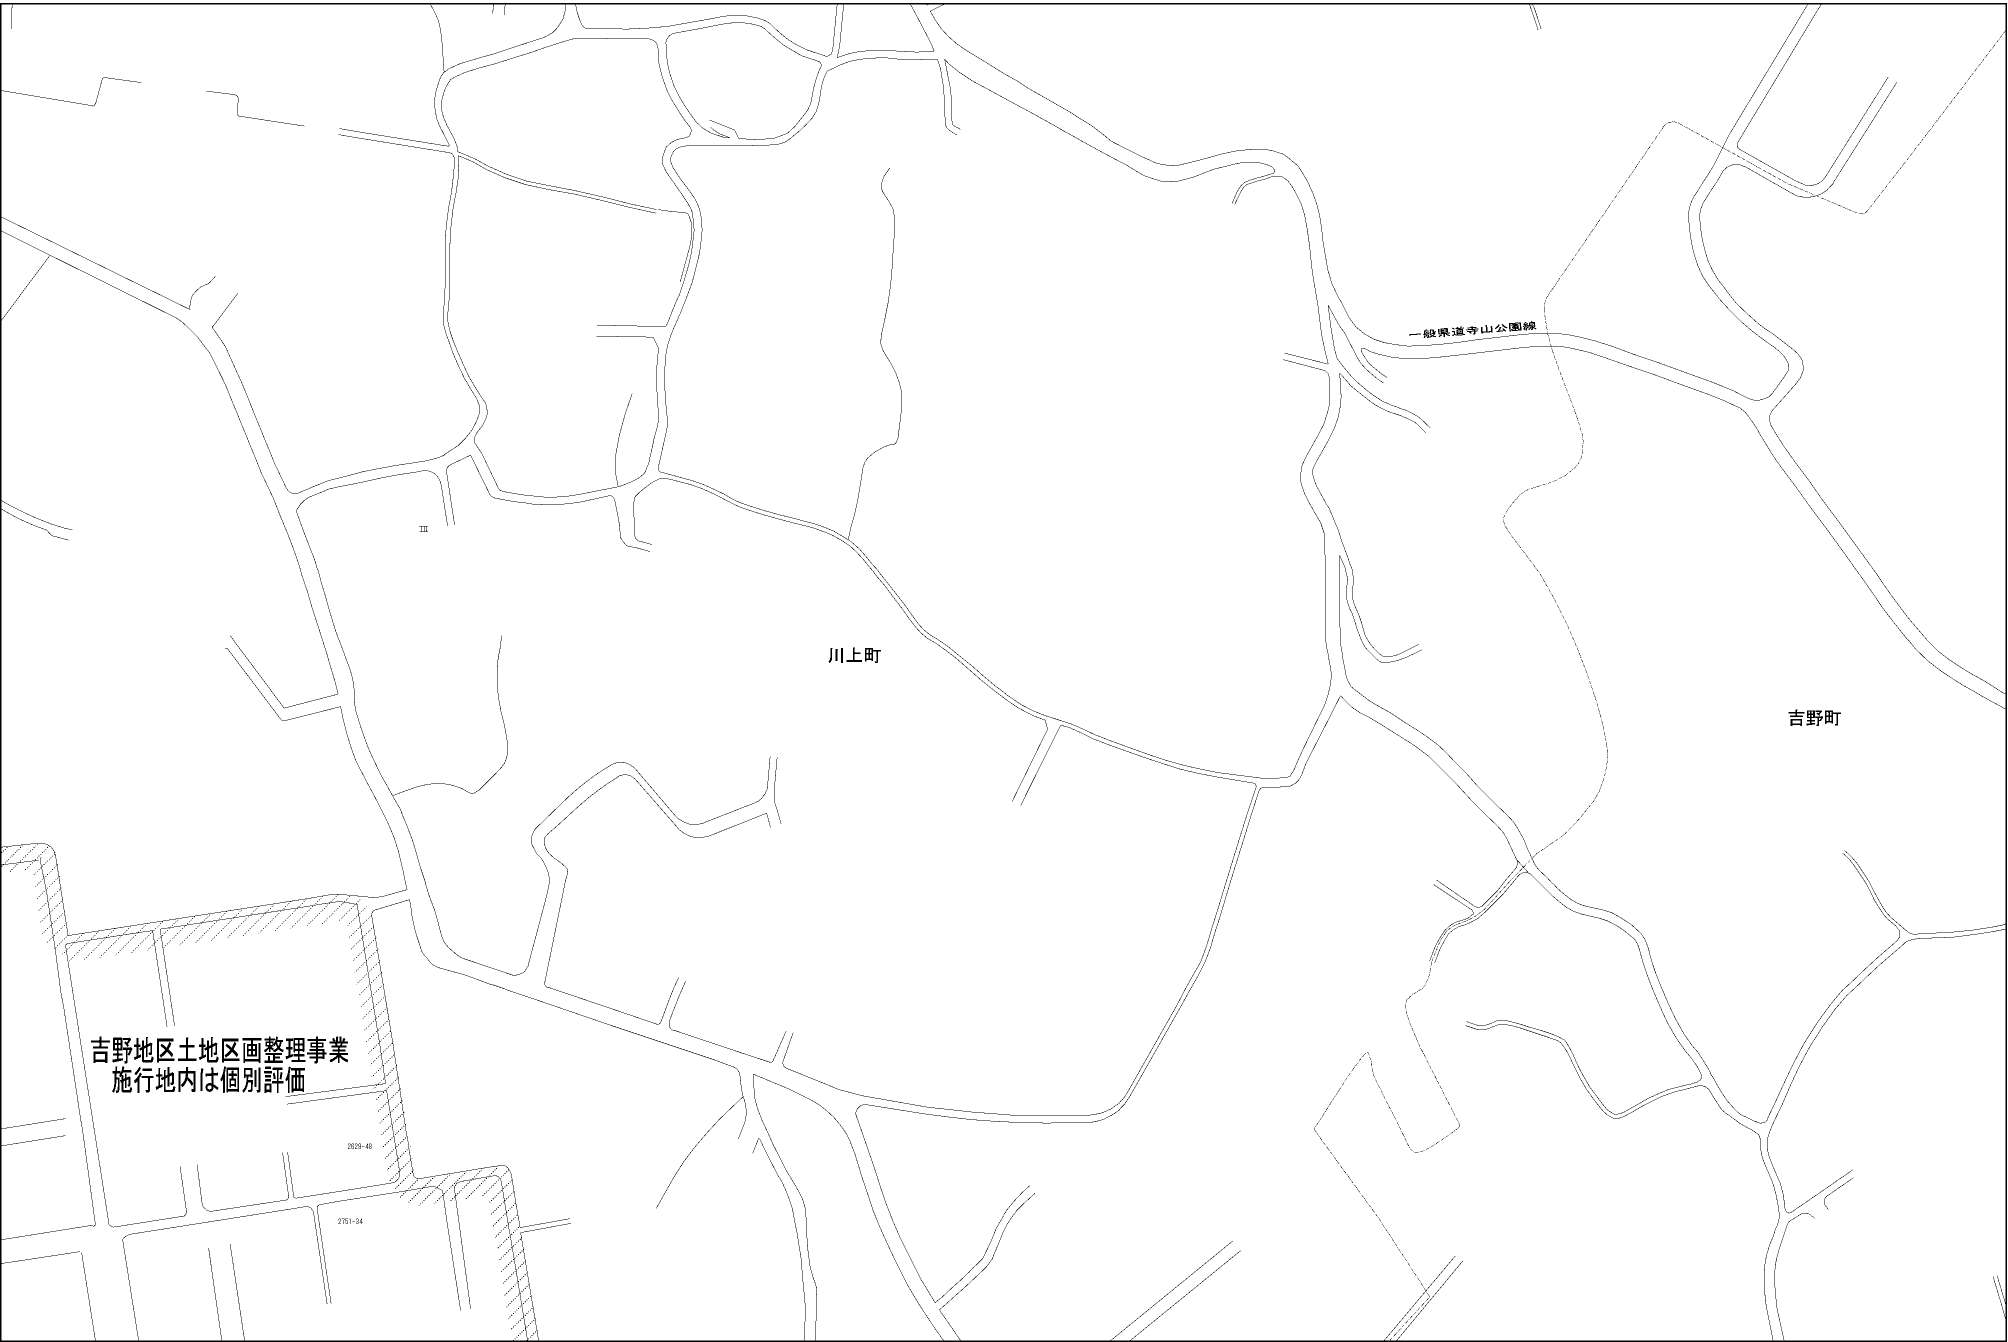 一般県道寺山公園線
川上町
吉野町
吉野地区土地区画整理事業
施行地内は個別評価
2629-48
2751-34